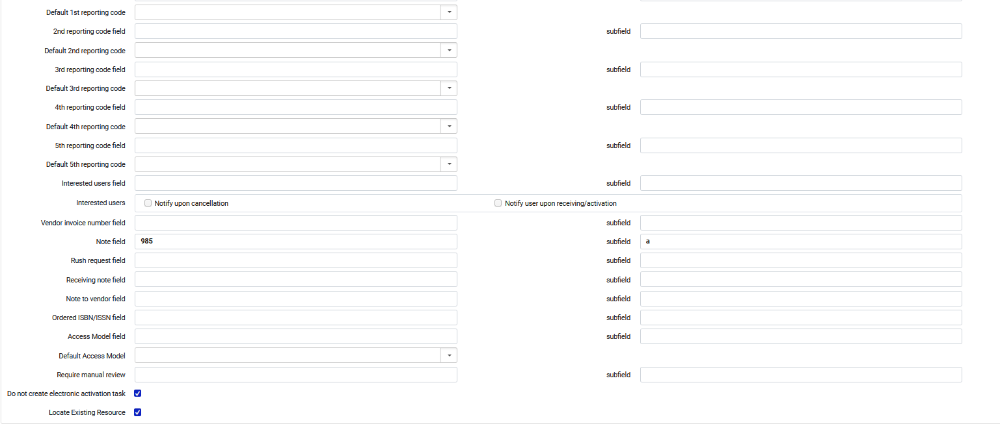 Default 1st reporting code
2nd reporting code field subfield
Default 2nd reporting code
3rd reporting code field subfield
Default 3rd reporting code
4th reporting code field subfield
Default 4th reporting code
5th reporting code field subfield
Default 5th reporting code
Interested users field subfield
Interested users Notify upon cancellation Notify user upon receiving/activation
Vendor invoice number field subfield
Note field 985 subfield a
Rush request field subfield
Receiving note field subfield
Note to vendor field subfield
Ordered ISBN/ISSN field subfield
Access Model field subfield
Default Access Model
Require manual review subfield
Do not create electronic activation task
Locate Existing Resource